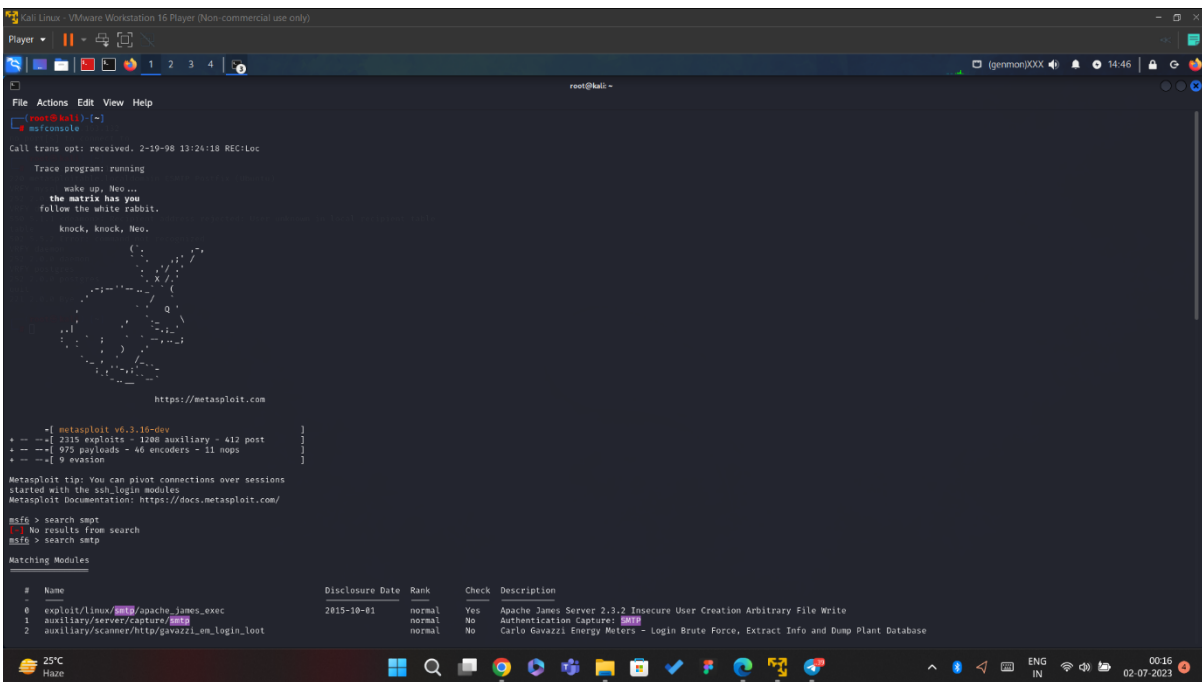 Kali Linux - VMware Workstation 16 Player (Non-commercial use only)
Player
1 2 3 4 (genmon)XXX 14:46
root@kali: ~
File Actions Edit View Help
(root@kali)-[~]
# msfconsole
Call trans opt: received. 2-19-98 13:24:18 REC:Loc
Trace program: running
wake up, Neo...
the matrix has you
follow the white rabbit.
knock, knock, Neo.
https://metasploit.com
=[ metasploit v6.3.16-dev ]
+ -- --=[ 2315 exploits - 1208 auxiliary - 412 post ]
+ -- --=[ 975 payloads - 46 encoders - 11 nops ]
+ -- --=[ 9 evasion ]
Metasploit tip: You can pivot connections over sessions
started with the ssh_login modules
Metasploit Documentation: https://docs.metasploit.com/
msf6 > search smpt
[-] No results from search
msf6 > search smtp
Matching Modules
# Name Disclosure Date Rank Check Description
0 exploit/linux/smtp/apache_james_exec 2015-10-01 normal Yes Apache James Server 2.3.2 Insecure User Creation Arbitrary File Write
1 auxiliary/server/capture/smtp normal No Authentication Capture: SMTP
2 auxiliary/scanner/http/gavazzi_em_login_loot normal No Carlo Gavazzi Energy Meters - Login Brute Force, Extract Info and Dump Plant Database
25°C
Haze
ENG
IN
00:16
02-07-2023
4